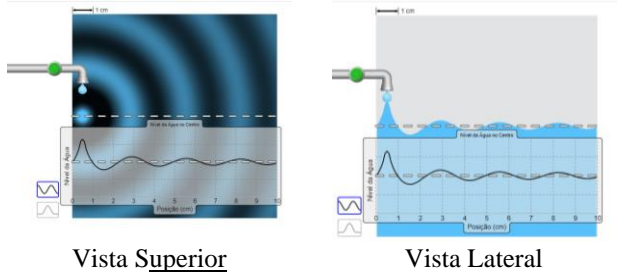 1 cm
Nível da Água no Centro
Nível da Água
0 1 2 3 4 5 6 7 8 9 10
Posição (cm)
Vista Superior
1 cm
Nível da Água no Centro
Nível da Água
0 1 2 3 4 5 6 7 8 9 10
Posição (cm)
Vista Lateral